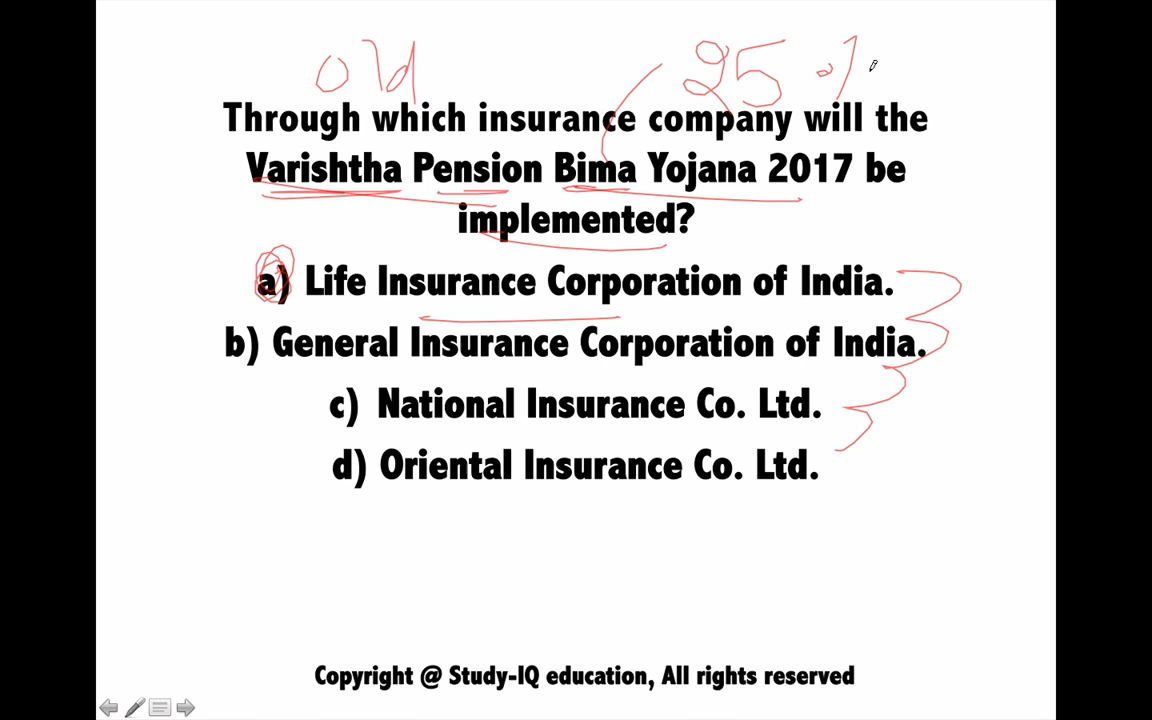 old 25 %
Through which insurance company will the
Varishtha Pension Bima Yojana 2017 be
implemented?
a) Life Insurance Corporation of India.
b) General Insurance Corporation of India.
c) National Insurance Co. Ltd.
d) Oriental Insurance Co. Ltd.
Copyright @ Study-IQ education, All rights reserved